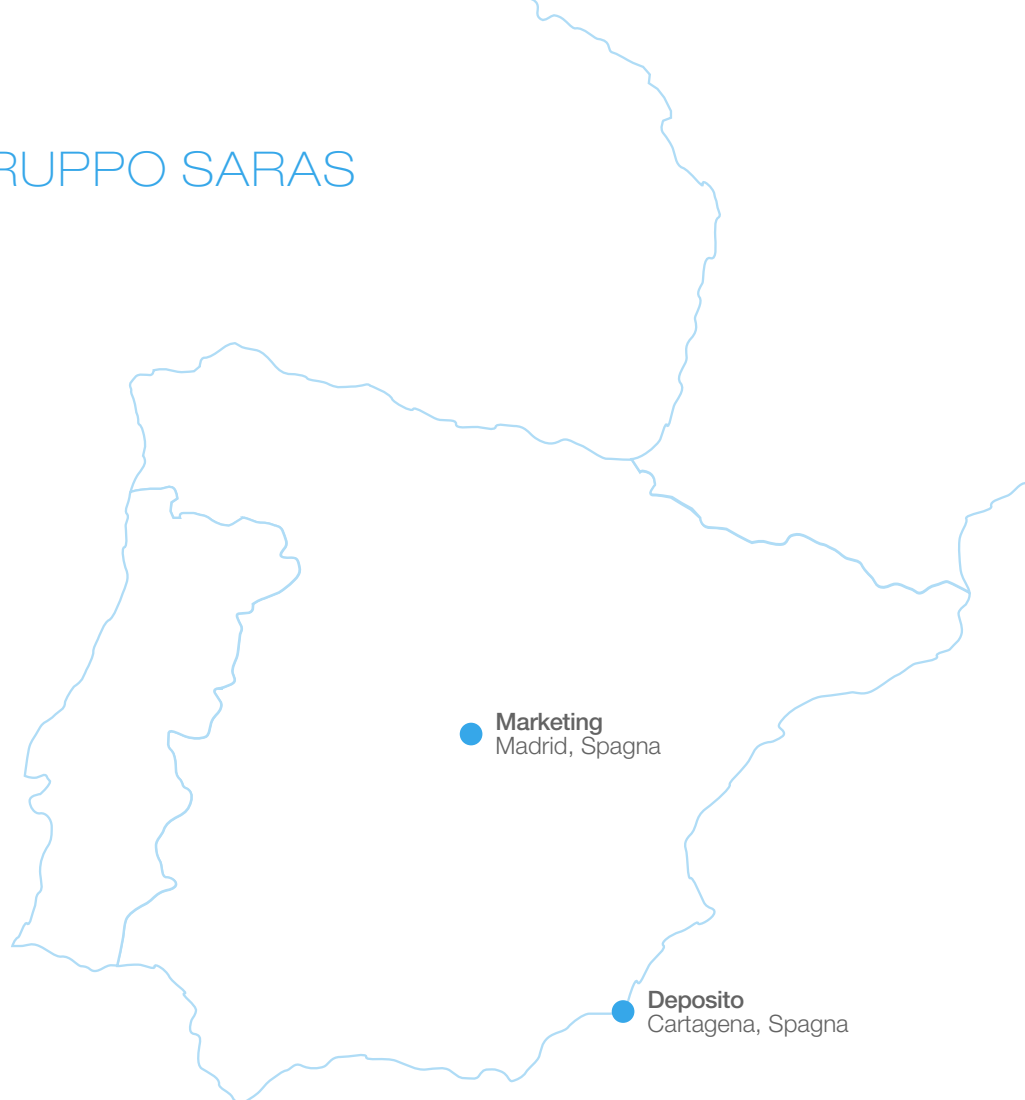 RUPPO SARAS
Marketing
Madrid, Spagna
Deposito
Cartagena, Spagna